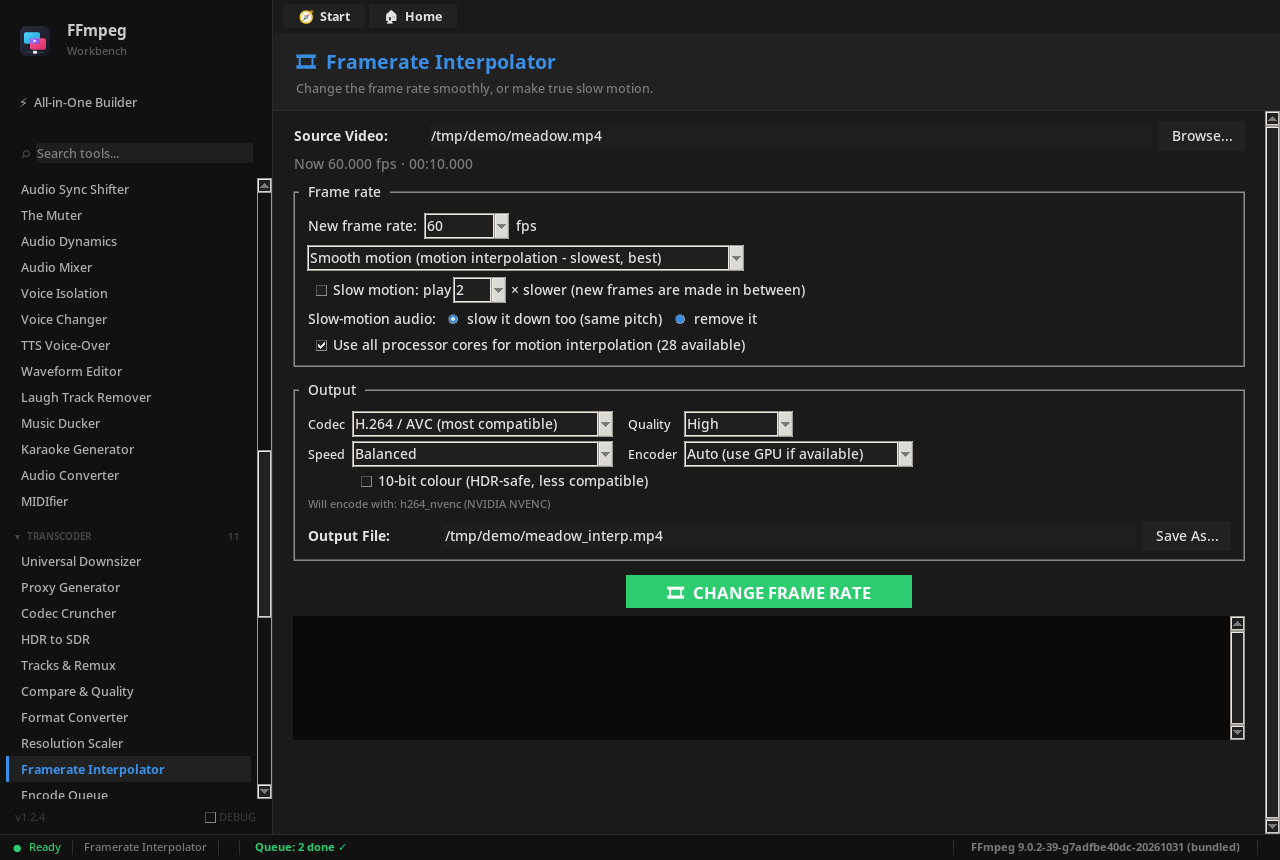 FFmpeg
Workbench
⚡ All-in-One Builder
Search tools...
Audio Sync Shifter
The Muter
Audio Dynamics
Audio Mixer
Voice Isolation
Voice Changer
TTS Voice-Over
Waveform Editor
Laugh Track Remover
Music Ducker
Karaoke Generator
Audio Converter
MIDIfier
▾ TRANSCODER 11
Universal Downsizer
Proxy Generator
Codec Cruncher
HDR to SDR
Tracks & Remux
Compare & Quality
Format Converter
Resolution Scaler
Framerate Interpolator
Encode Queue
v1.2.4
DEBUG
Start
Home
Framerate Interpolator
Change the frame rate smoothly, or make true slow motion.
Source Video: /tmp/demo/meadow.mp4 Browse...
Now 60.000 fps · 00:10.000
Frame rate
New frame rate: 60 fps
Smooth motion (motion interpolation - slowest, best)
Slow motion: play 2 × slower (new frames are made in between)
Slow-motion audio: slow it down too (same pitch) remove it
Use all processor cores for motion interpolation (28 available)
Output
Codec H.264 / AVC (most compatible) Quality High
Speed Balanced Encoder Auto (use GPU if available)
10-bit colour (HDR-safe, less compatible)
Will encode with: h264_nvenc (NVIDIA NVENC)
Output File: /tmp/demo/meadow_interp.mp4 Save As...
CHANGE FRAME RATE
● Ready Framerate Interpolator Queue: 2 done ✓ FFmpeg 9.0.2-39-g7adfbe40dc-20261031 (bundled)